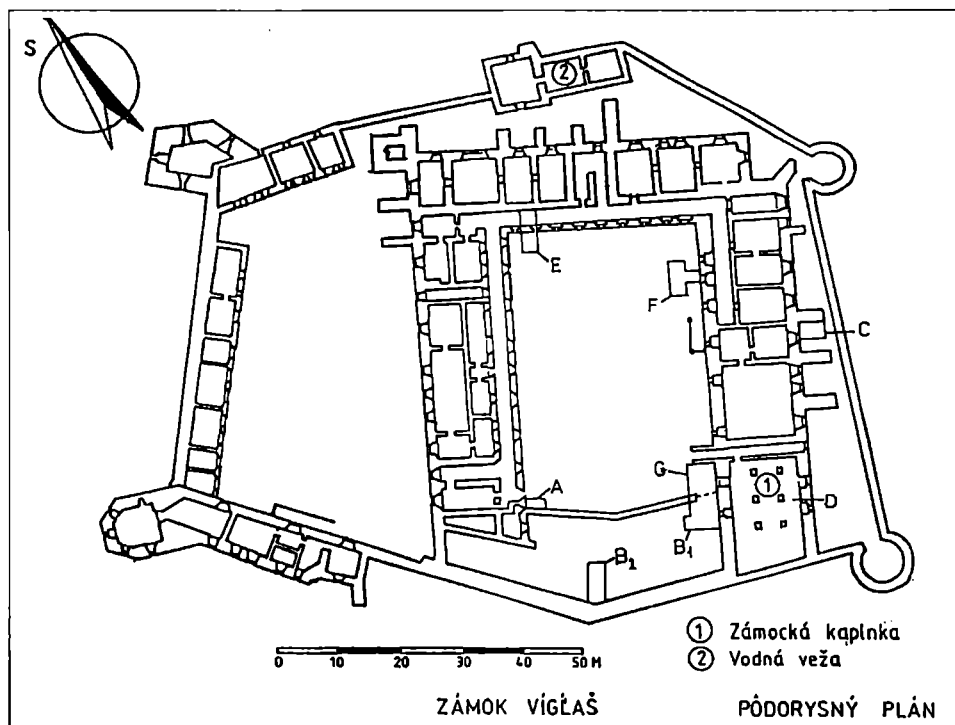 S
2
E
F
C
G
1
A
D
B1
B1
1 Zámocká kaplnka
2 Vodná veža
0 10 20 30 40 50 M
ZÁMOK VÍGĽAŠ PÔDORYSNÝ PLÁN